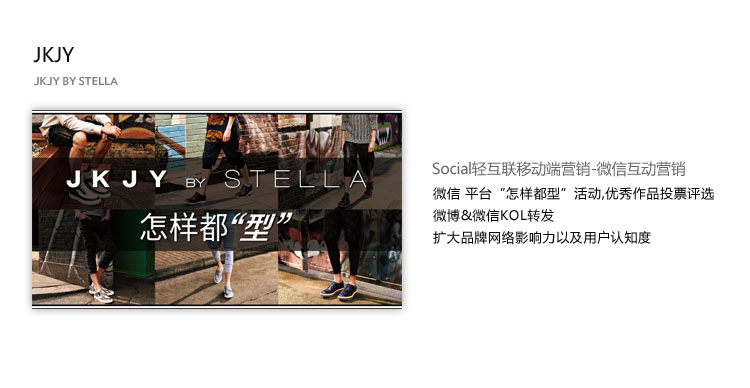 JKJY
JKJY BY STELLA
JKJY BY STELLA
怎样都“型”
Social轻互联移动端营销-微信互动营销
微信 平台“怎样都型”活动,优秀作品投票评选
微博&微信KOL转发
扩大品牌网络影响力以及用户认知度